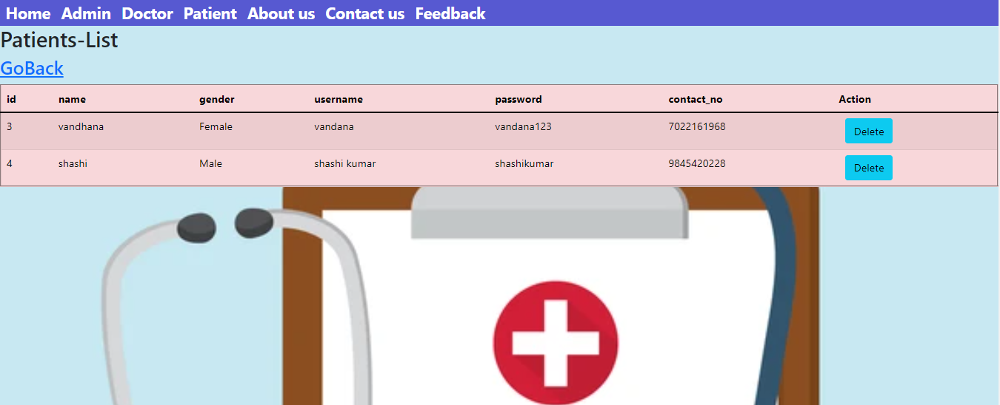 Home Admin Doctor Patient About us Contact us Feedback
Patients-List
GoBack
id name gender username password contact_no Action
3 vandhana Female vandana vandana123 7022161968 Delete
4 shashi Male shashi kumar shashikumar 9845420228 Delete